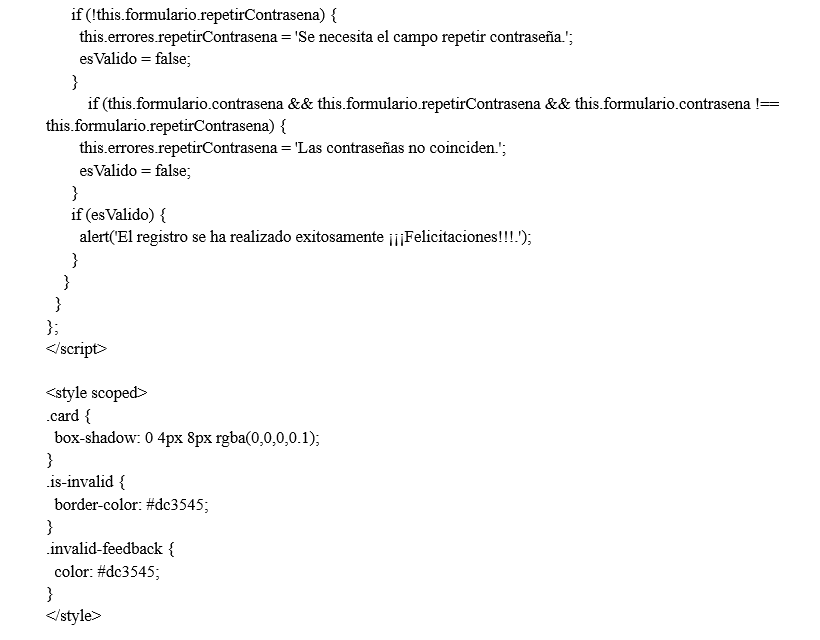 if (!this.formulario.repetirContrasena) {
this.errores.repetirContrasena = 'Se necesita el campo repetir contraseña.';
esValido = false;
}
if (this.formulario.contrasena && this.formulario.repetirContrasena && this.formulario.contrasena !==
this.formulario.repetirContrasena) {
this.errores.repetirContrasena = 'Las contraseñas no coinciden.';
esValido = false;
}
if (esValido) {
alert('El registro se ha realizado exitosamente ¡¡¡Felicitaciones!!!.');
}
}
}
};
</script>

<style scoped>
.card {
box-shadow: 0 4px 8px rgba(0,0,0,0.1);
}
.is-invalid {
border-color: #dc3545;
}
.invalid-feedback {
color: #dc3545;
}
</style>